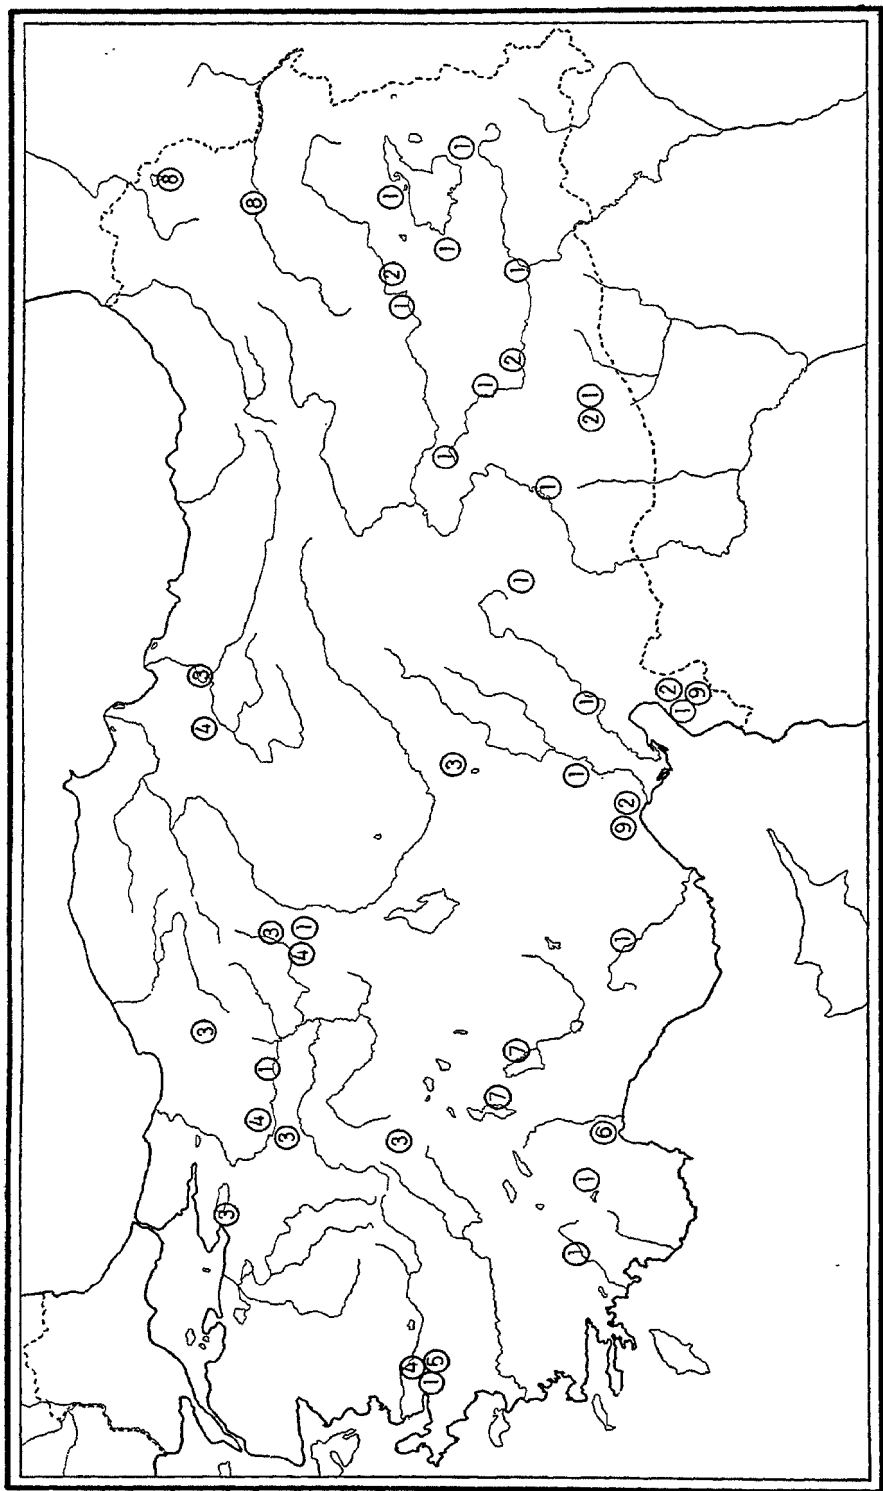 ⑧
③ ④ ③
③
④ ⑧
① ③
③
④ ①
③ ① ② ①
④
① ⑤
③ ① ① ①
⑦ ①
⑦ ① ② ①
①
① ① ① ① ② ①
⑥
① ⑨ ②
②
① ⑨